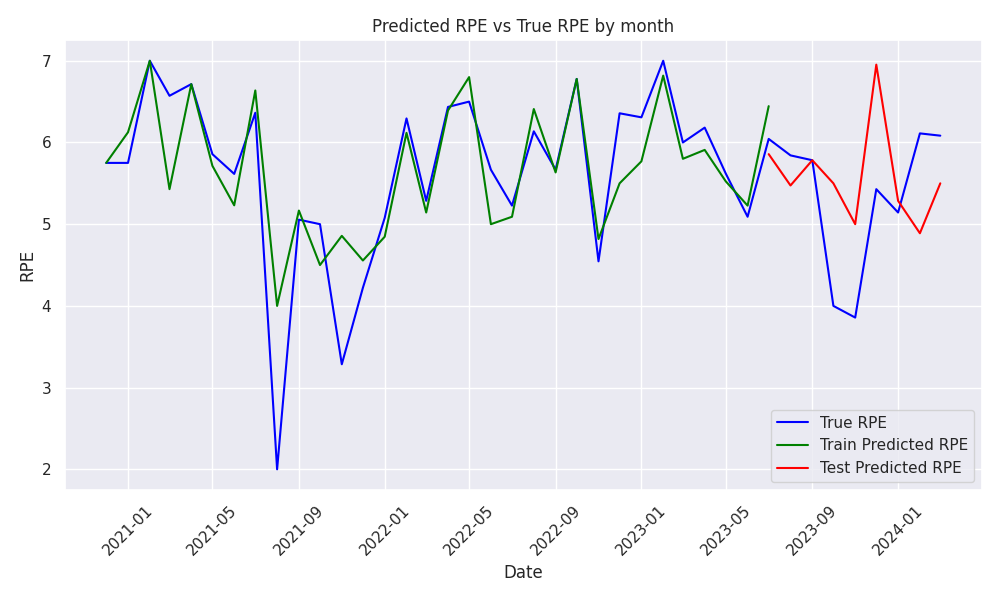 Predicted RPE vs True RPE by month
RPE
7
6
5
4
3
2
True RPE
Train Predicted RPE
Test Predicted RPE
2021-01
2021-05
2021-09
2022-01
2022-05
2022-09
2023-01
2023-05
2023-09
2024-01
Date